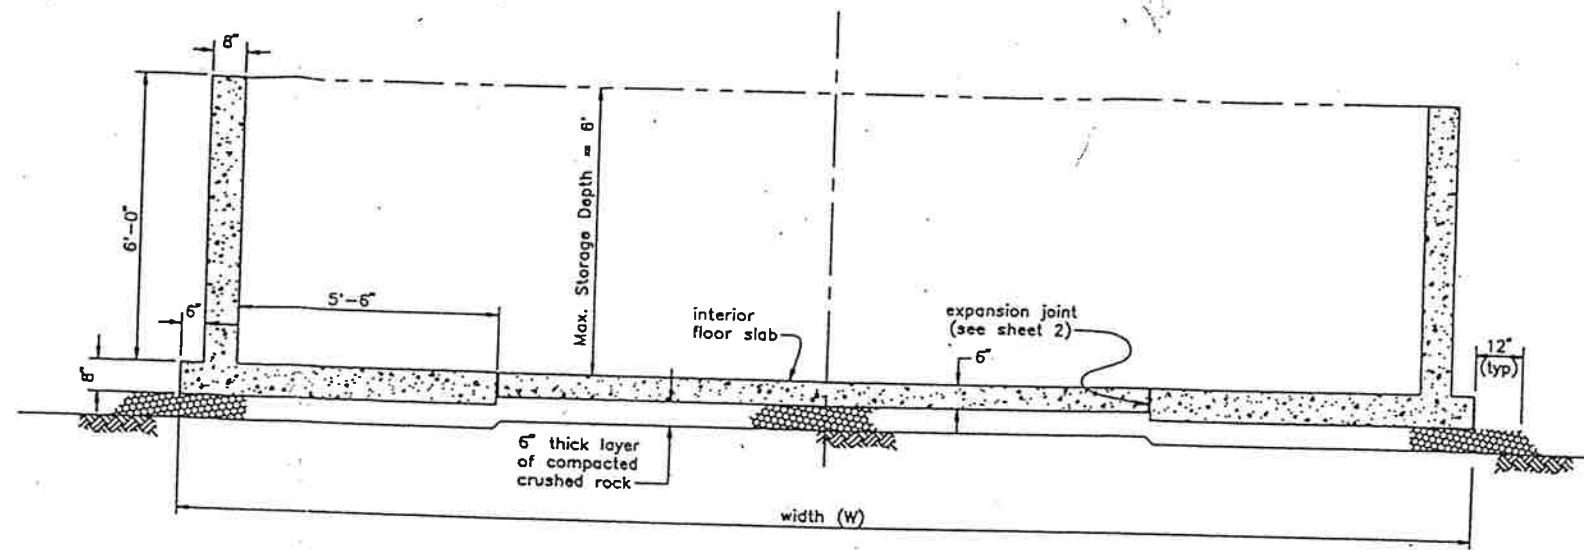 8"
6'-0"
Max. Storage Depth = 6'
5'-6"
6"
8"
interior
floor slab
expansion joint
(see sheet 2)
6"
12"
(typ)
6" thick layer
of compacted
crushed rock
width (W)